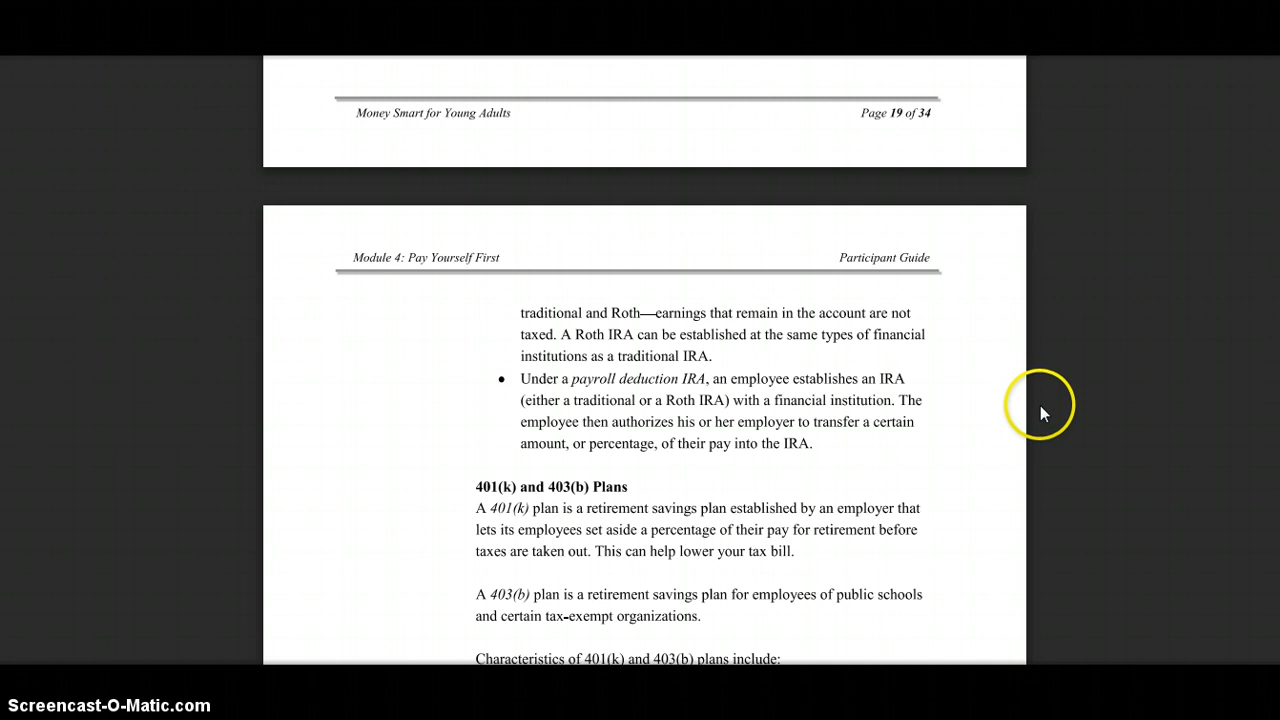 Money Smart for Young Adults Page 19 of 34
Module 4: Pay Yourself First Participant Guide
traditional and Roth—earnings that remain in the account are not
taxed. A Roth IRA can be established at the same types of financial
institutions as a traditional IRA.
● Under a payroll deduction IRA, an employee establishes an IRA
(either a traditional or a Roth IRA) with a financial institution. The
employee then authorizes his or her employer to transfer a certain
amount, or percentage, of their pay into the IRA.
401(k) and 403(b) Plans
A 401(k) plan is a retirement savings plan established by an employer that
lets its employees set aside a percentage of their pay for retirement before
taxes are taken out. This can help lower your tax bill.
A 403(b) plan is a retirement savings plan for employees of public schools
and certain tax-exempt organizations.
Characteristics of 401(k) and 403(b) plans include:
Screencast-O-Matic.com